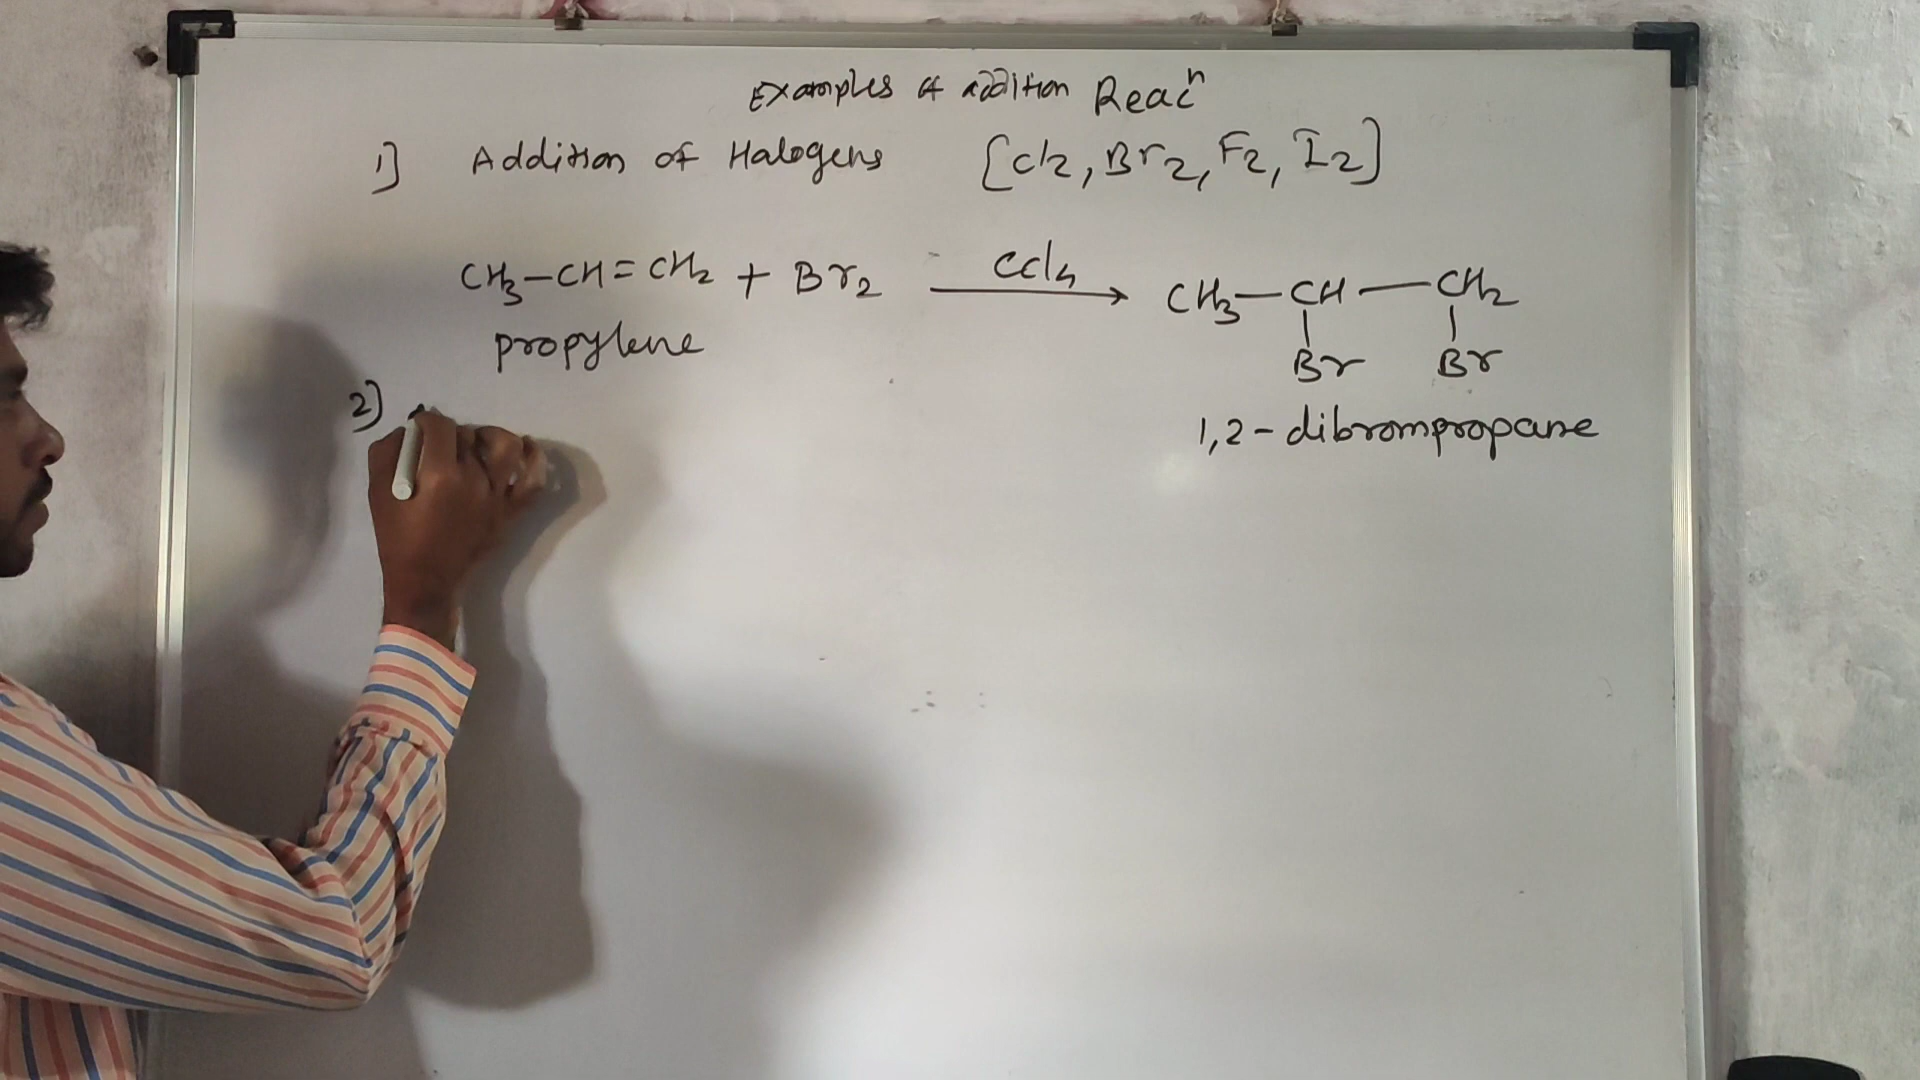 Examples of addition Reacn
1] Addition of Halogens [Cl2, Br2, F2, I2]
CH3-CH=CH2 + Br2 CCl4 → CH3-CH-CH2
Br Br
propylene
1,2-dibrompropane
2)